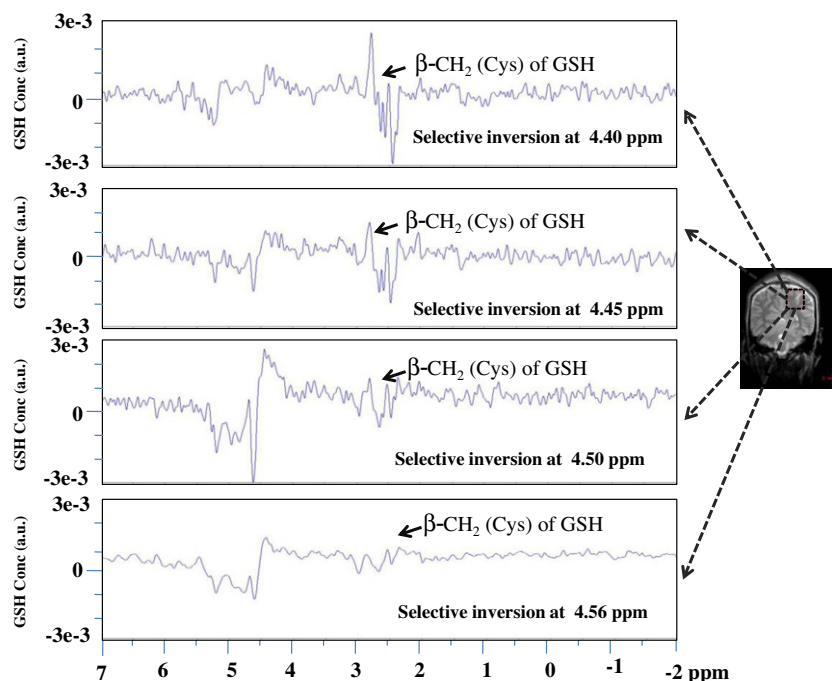 3e-3
GSH Conc (a.u.)
0
-3e-3
β-CH₂ (Cys) of GSH
Selective inversion at 4.40 ppm
3e-3
GSH Conc (a.u.)
0
-3e-3
β-CH₂ (Cys) of GSH
Selective inversion at 4.45 ppm
3e-3
GSH Conc (a.u.)
0
-3e-3
β-CH₂ (Cys) of GSH
Selective inversion at 4.50 ppm
3e-3
GSH Conc (a.u.)
0
-3e-3
β-CH₂ (Cys) of GSH
Selective inversion at 4.56 ppm
7 6 5 4 3 2 1 0 -1 -2 ppm